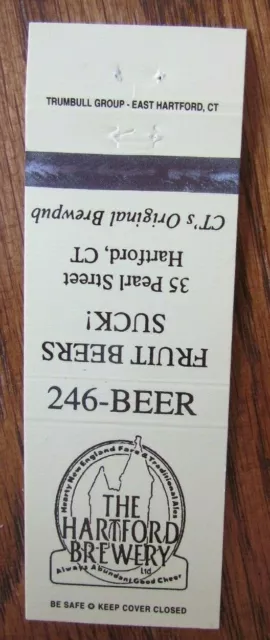 TRUMBULL GROUP - EAST HARTFORD, CT
CT's Original Brewpub
Hartford, CT
35 Pearl Street
SUCK!
FRUIT BEERS
246-BEER
Hearty New England Fare & Traditional Ales
THE
HARTFORD
BREWERY
Ltd.
Always Abundant Good Cheer
BE SAFE ✪ KEEP COVER CLOSED